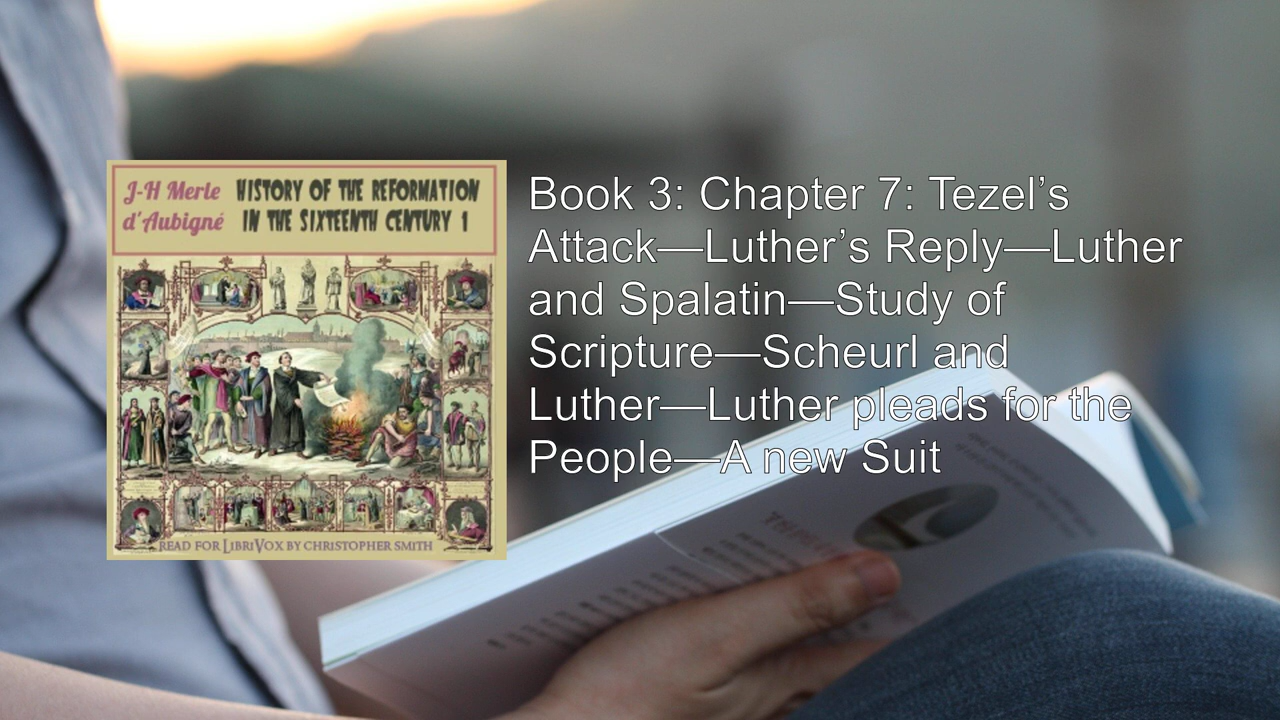 J-H Merle
d'Aubigné
HISTORY OF THE REFORMATION
IN THE SIXTEENTH CENTURY 1
READ FOR LIBRIVOX BY CHRISTOPHER SMITH
Book 3: Chapter 7: Tezel’s
Attack—Luther’s Reply—Luther
and Spalatin—Study of
Scripture—Scheurl and
Luther—Luther pleads for the
People—A new Suit